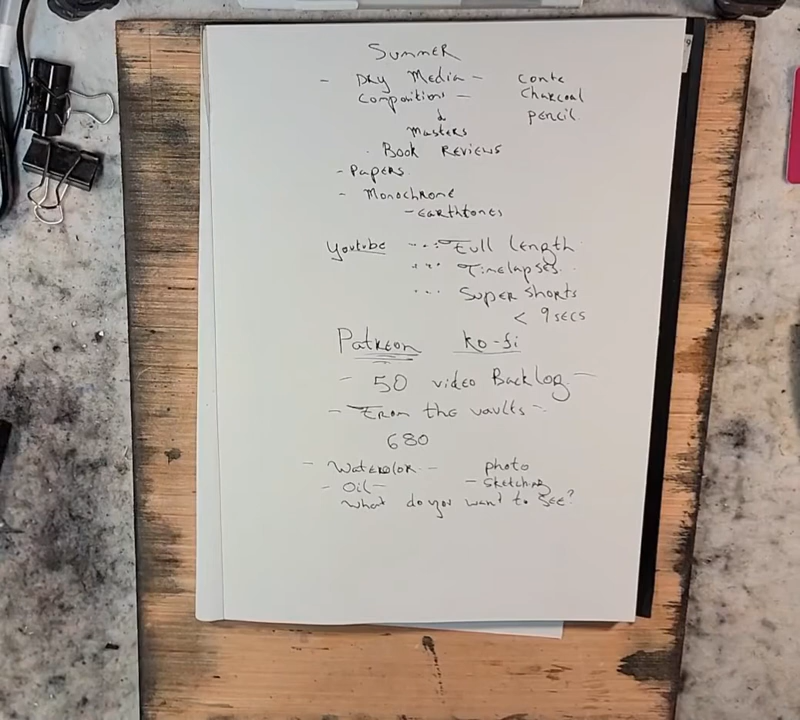 Summer
- Dry Media - conte
Compositions - charcoal
& pencil
Masters
. Book Reviews
- Papers
- Monochrome
- earthtones
Youtube ... Full length
... Timelapses..
... Super shorts
< 9 secs
Patreon ko-fi
- 50 video Backlog -
- From the vaults -
680
- Watercolor - photo
- Oil - - sketching
What do you want to see?